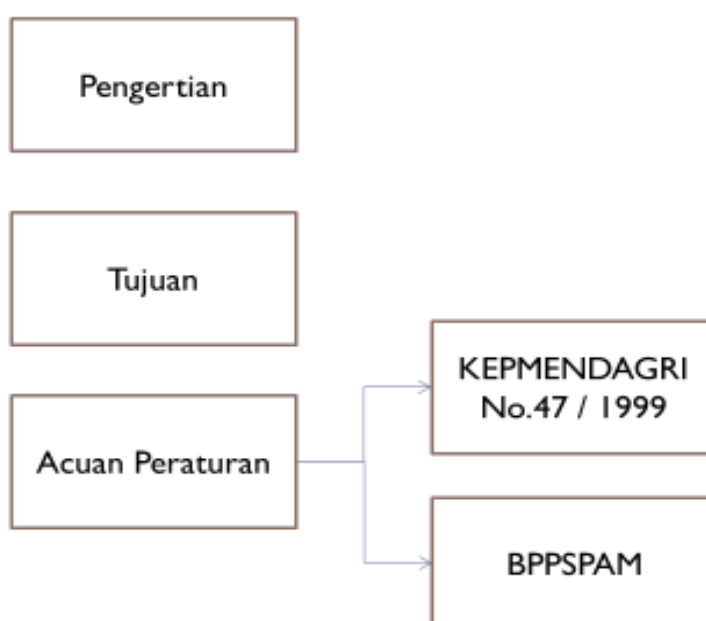 Pengertian
Tujuan
Acuan Peraturan
KEPMENDAGRI
No.47 / 1999
BPPSPAM